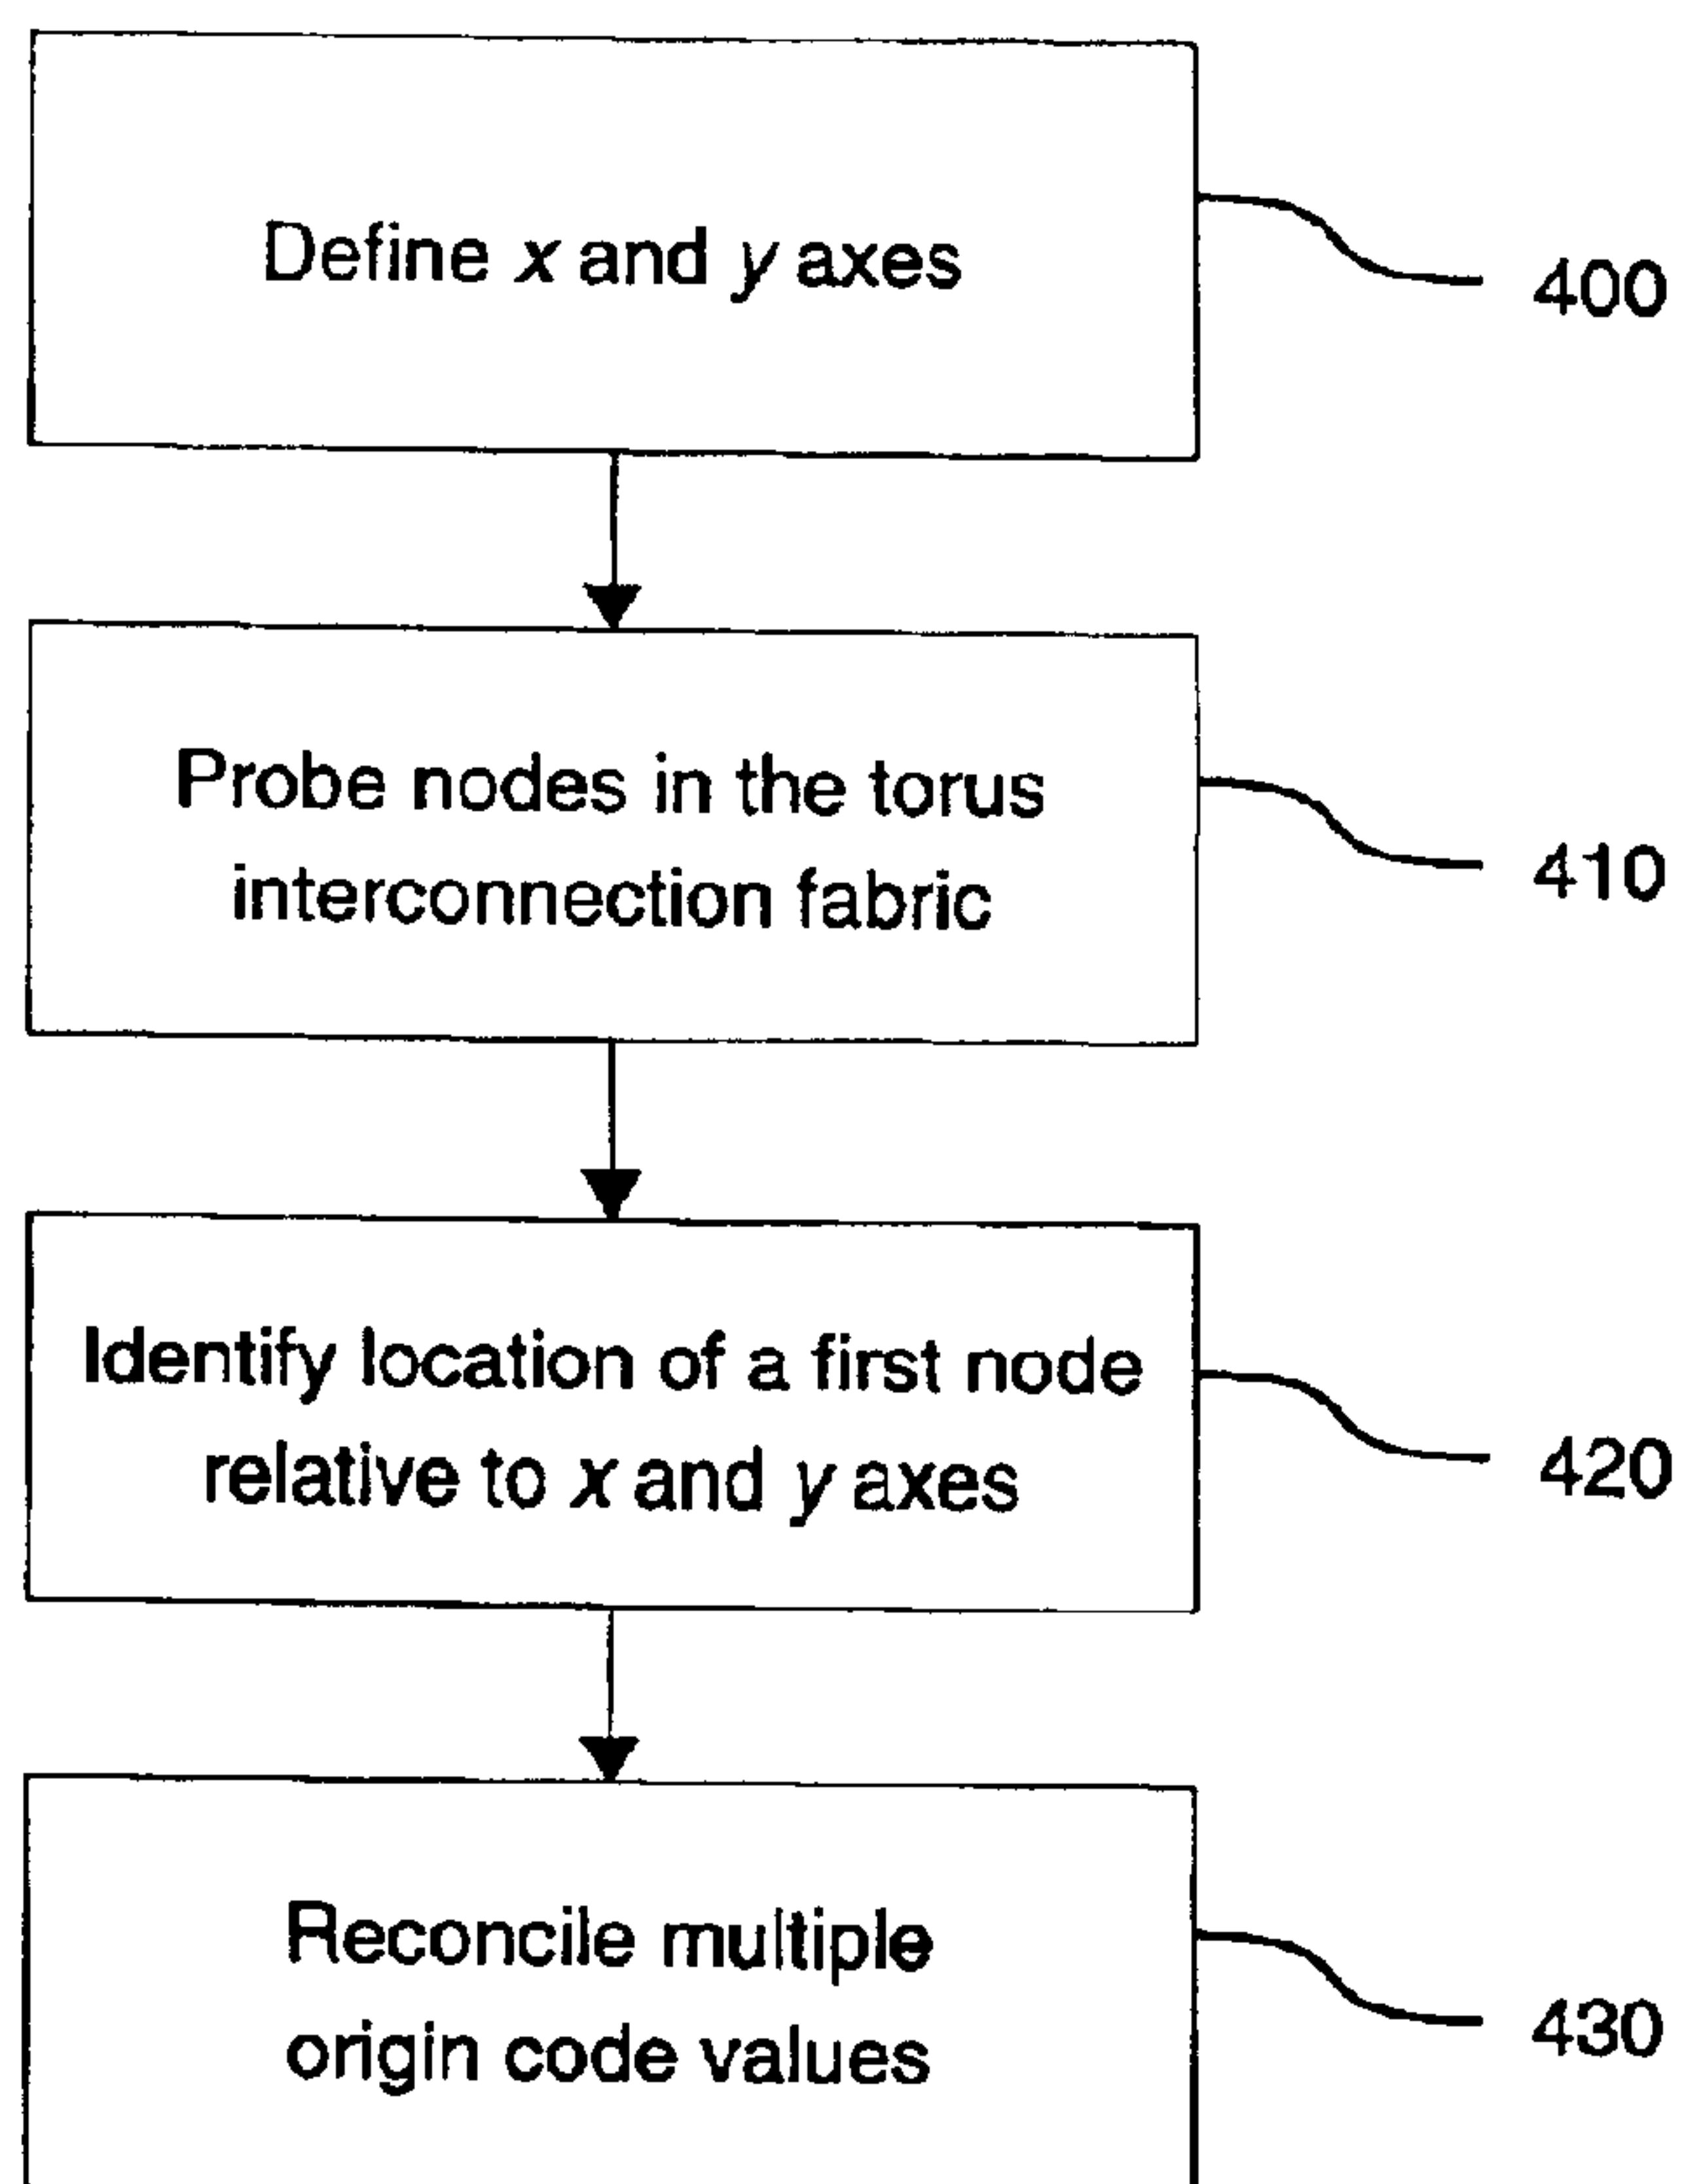 Define x and y axes
400
Probe nodes in the torus
interconnection fabric
410
Identify location of a first node
relative to x and y axes
420
Reconcile multiple
origin code values
430